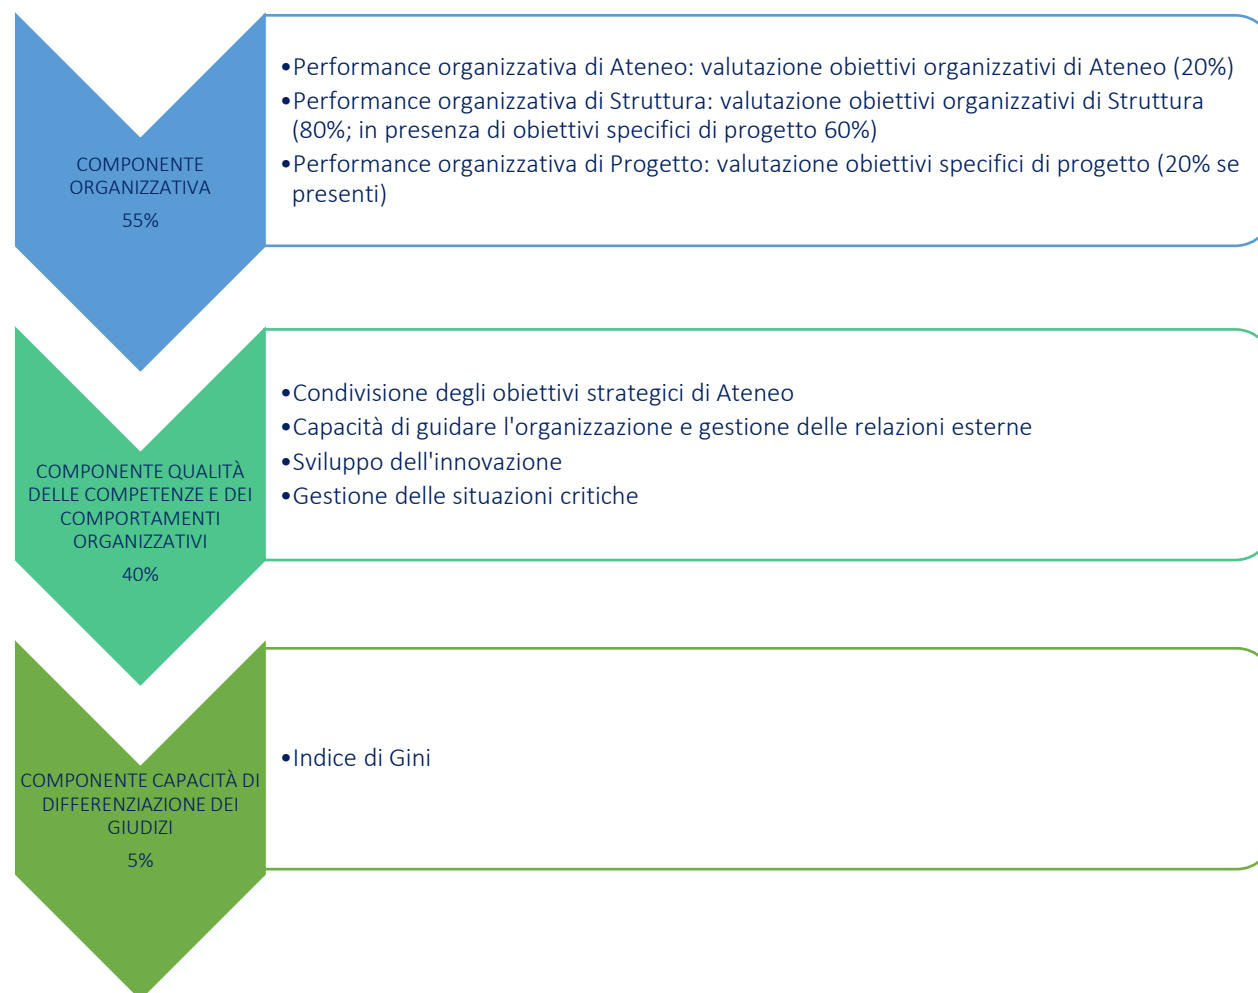 COMPONENTE
ORGANIZZATIVA
55%
•Performance organizzativa di Ateneo: valutazione obiettivi organizzativi di Ateneo (20%)
•Performance organizzativa di Struttura: valutazione obiettivi organizzativi di Struttura
(80%; in presenza di obiettivi specifici di progetto 60%)
•Performance organizzativa di Progetto: valutazione obiettivi specifici di progetto (20% se
presenti)
COMPONENTE QUALITÀ
DELLE COMPETENZE E DEI
COMPORTAMENTI
ORGANIZZATIVI
40%
•Condivisione degli obiettivi strategici di Ateneo
•Capacità di guidare l'organizzazione e gestione delle relazioni esterne
•Sviluppo dell'innovazione
•Gestione delle situazioni critiche
COMPONENTE CAPACITÀ DI
DIFFERENZIAZIONE DEI
GIUDIZI
5%
•Indice di Gini